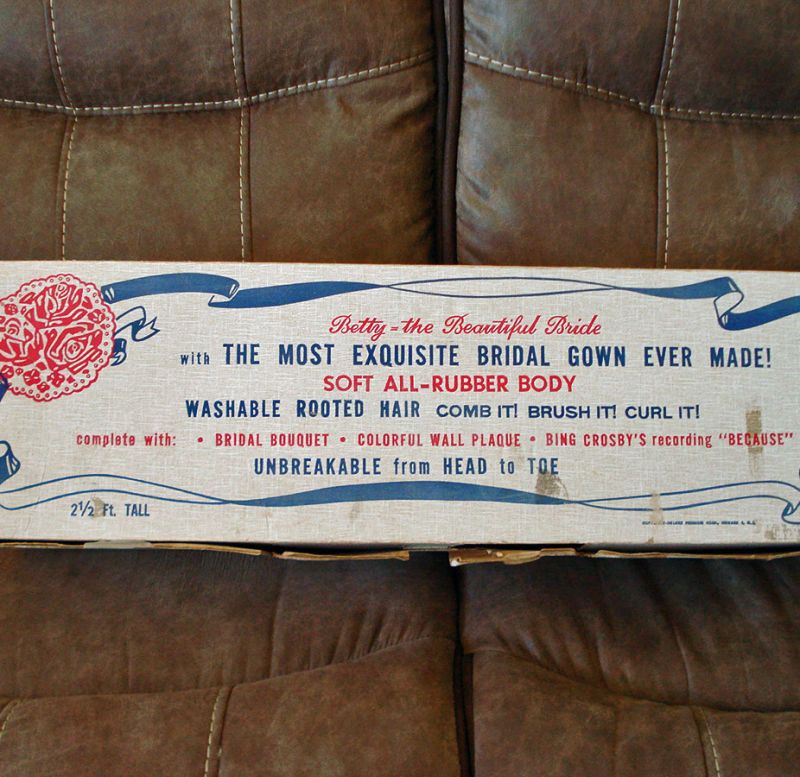 Betty - the Beautiful Bride
with THE MOST EXQUISITE BRIDAL GOWN EVER MADE!
SOFT ALL-RUBBER BODY
WASHABLE ROOTED HAIR COMB IT! BRUSH IT! CURL IT!
complete with: • BRIDAL BOUQUET • COLORFUL WALL PLAQUE • BING CROSBY'S recording "BECAUSE"
UNBREAKABLE from HEAD to TOE
2½ Ft. TALL